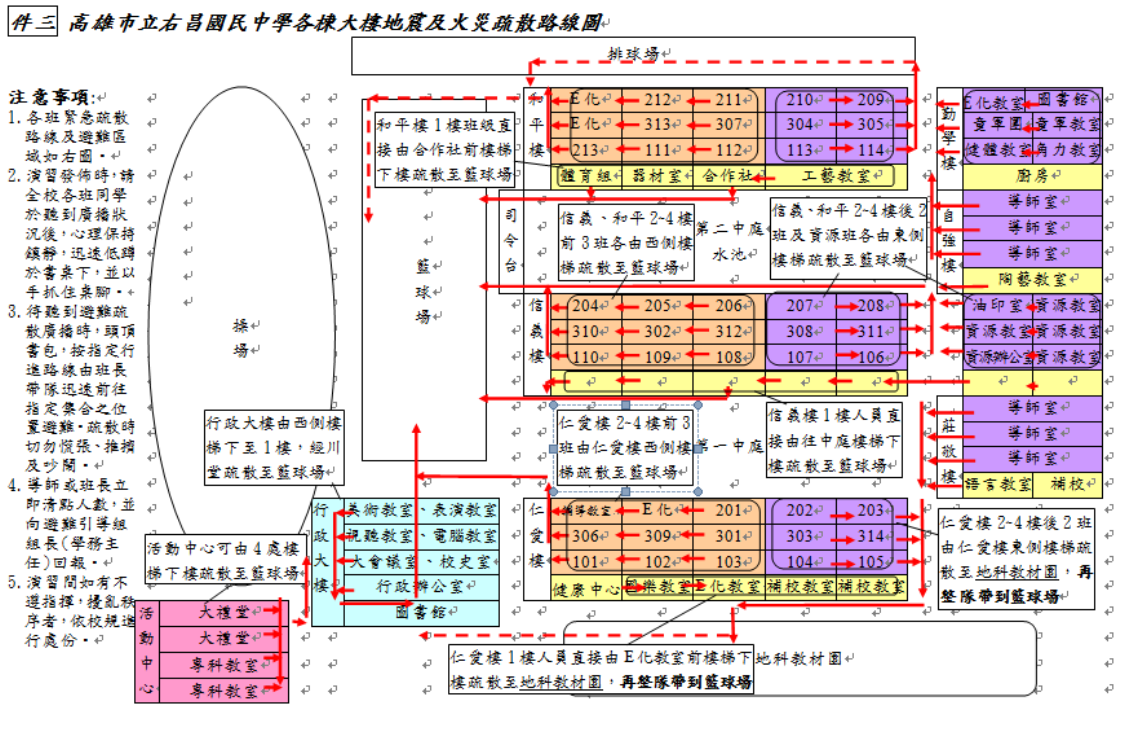 件三 高雄市立右昌國民中學各棟大樓地震及火災疏散路線圖
排球場
注意事項:
1. 各班緊急疏散
路線及避難區
域如右圖。
2. 演習發佈時,請
全校各班同學
於聽到廣播狀
況後,心理保持
鎮靜,迅速低蹲
於書桌下,並以
手抓住桌腳。
3. 待聽到避難疏
散廣播時,頭頂
書包,按指定行
進路線由班長
帶隊迅速前往
指定集合之位
置避難。疏散時
切勿慌張、推擠
及吵鬧。
4. 導師或班長立
即清點人數,並
向避難引導組
組長(學務主
任)回報。
5. 演習間如有不
遵指揮,擾亂秩
序者,依校規進
行處份。
操
場
籃
球
場
和平樓1樓班級直
接由合作社前樓梯
下樓疏散至籃球場
和平樓
E化 212 211 210 209
E化 313 307 304 305
213 111 112 113 114
體育組 器材室 合作社 工藝教室
勤學樓
E化教室 圖書館
童軍團 童軍教室
健體教室 角力教室
廚房
司令台
信義、和平2~4樓
前3班各由西側樓
梯疏散至籃球場
第二中庭
水池
信義、和平2~4樓後2
班及資源班各由東側
樓梯疏散至籃球場
自強樓
導師室
導師室
導師室
陶藝教室
信義樓
204 205 206 207 208
310 302 312 308 311
110 109 108 107 106
油印室 資源教室
資源教室 資源教室
資源辦公室 資源教室
行政大樓由西側樓
梯下至1樓,經川
堂疏散至籃球場
仁愛樓2~4樓前3
班由仁愛樓西側樓
梯疏散至籃球場
第一中庭
信義樓1樓人員直
接由往中庭樓梯下
樓疏散至籃球場
莊敬樓
導師室
導師室
導師室
語言教室 補校
行政大樓
美術教室、表演教室
視聽教室、電腦教室
大會議室、校史室
行政辦公室
圖書館
仁愛樓
輔導教室 E化 201 202 203
306 309 301 303 314
101 102 103 104 105
健康中心 音樂教室 E化教室 補校教室 補校教室
仁愛樓2~4樓後2班
由仁愛樓東側樓梯疏
散至地科教材園,再
整隊帶到籃球場
活動中心可由4處樓
梯下樓疏散至籃球場
活動中心
大禮堂
大禮堂
專科教室
專科教室
仁愛樓1樓人員直接由E化教室前樓梯下
樓疏散至地科教材園,再整隊帶到籃球場
地科教材園